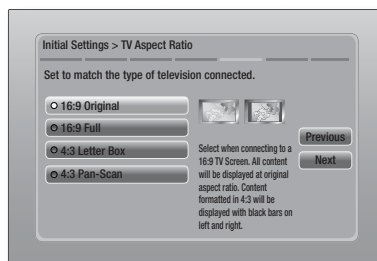 Initial Settings > TV Aspect Ratio
Set to match the type of television connected.
16:9 Original
16:9 Full
4:3 Letter Box
4:3 Pan-Scan
Select when connecting to a
16:9 TV Screen. All content
will be displayed at original
aspect ratio. Content
formatted in 4:3 will be
displayed with black bars on
left and right.
Previous
Next